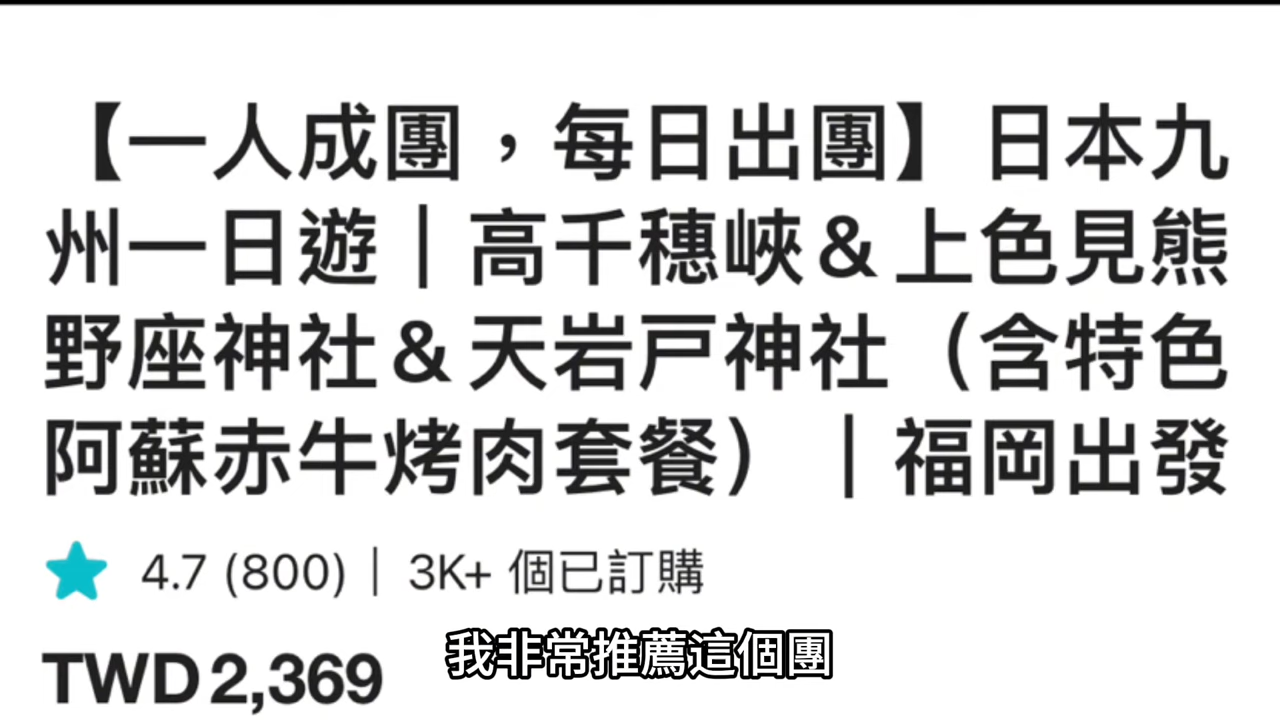 【一人成團，每日出團】日本九
州一日遊｜高千穗峽＆上色見熊
野座神社＆天岩戸神社（含特色
阿蘇赤牛烤肉套餐）｜福岡出發
4.7 (800)｜3K+ 個已訂購
TWD 2,369
我非常推薦這個團